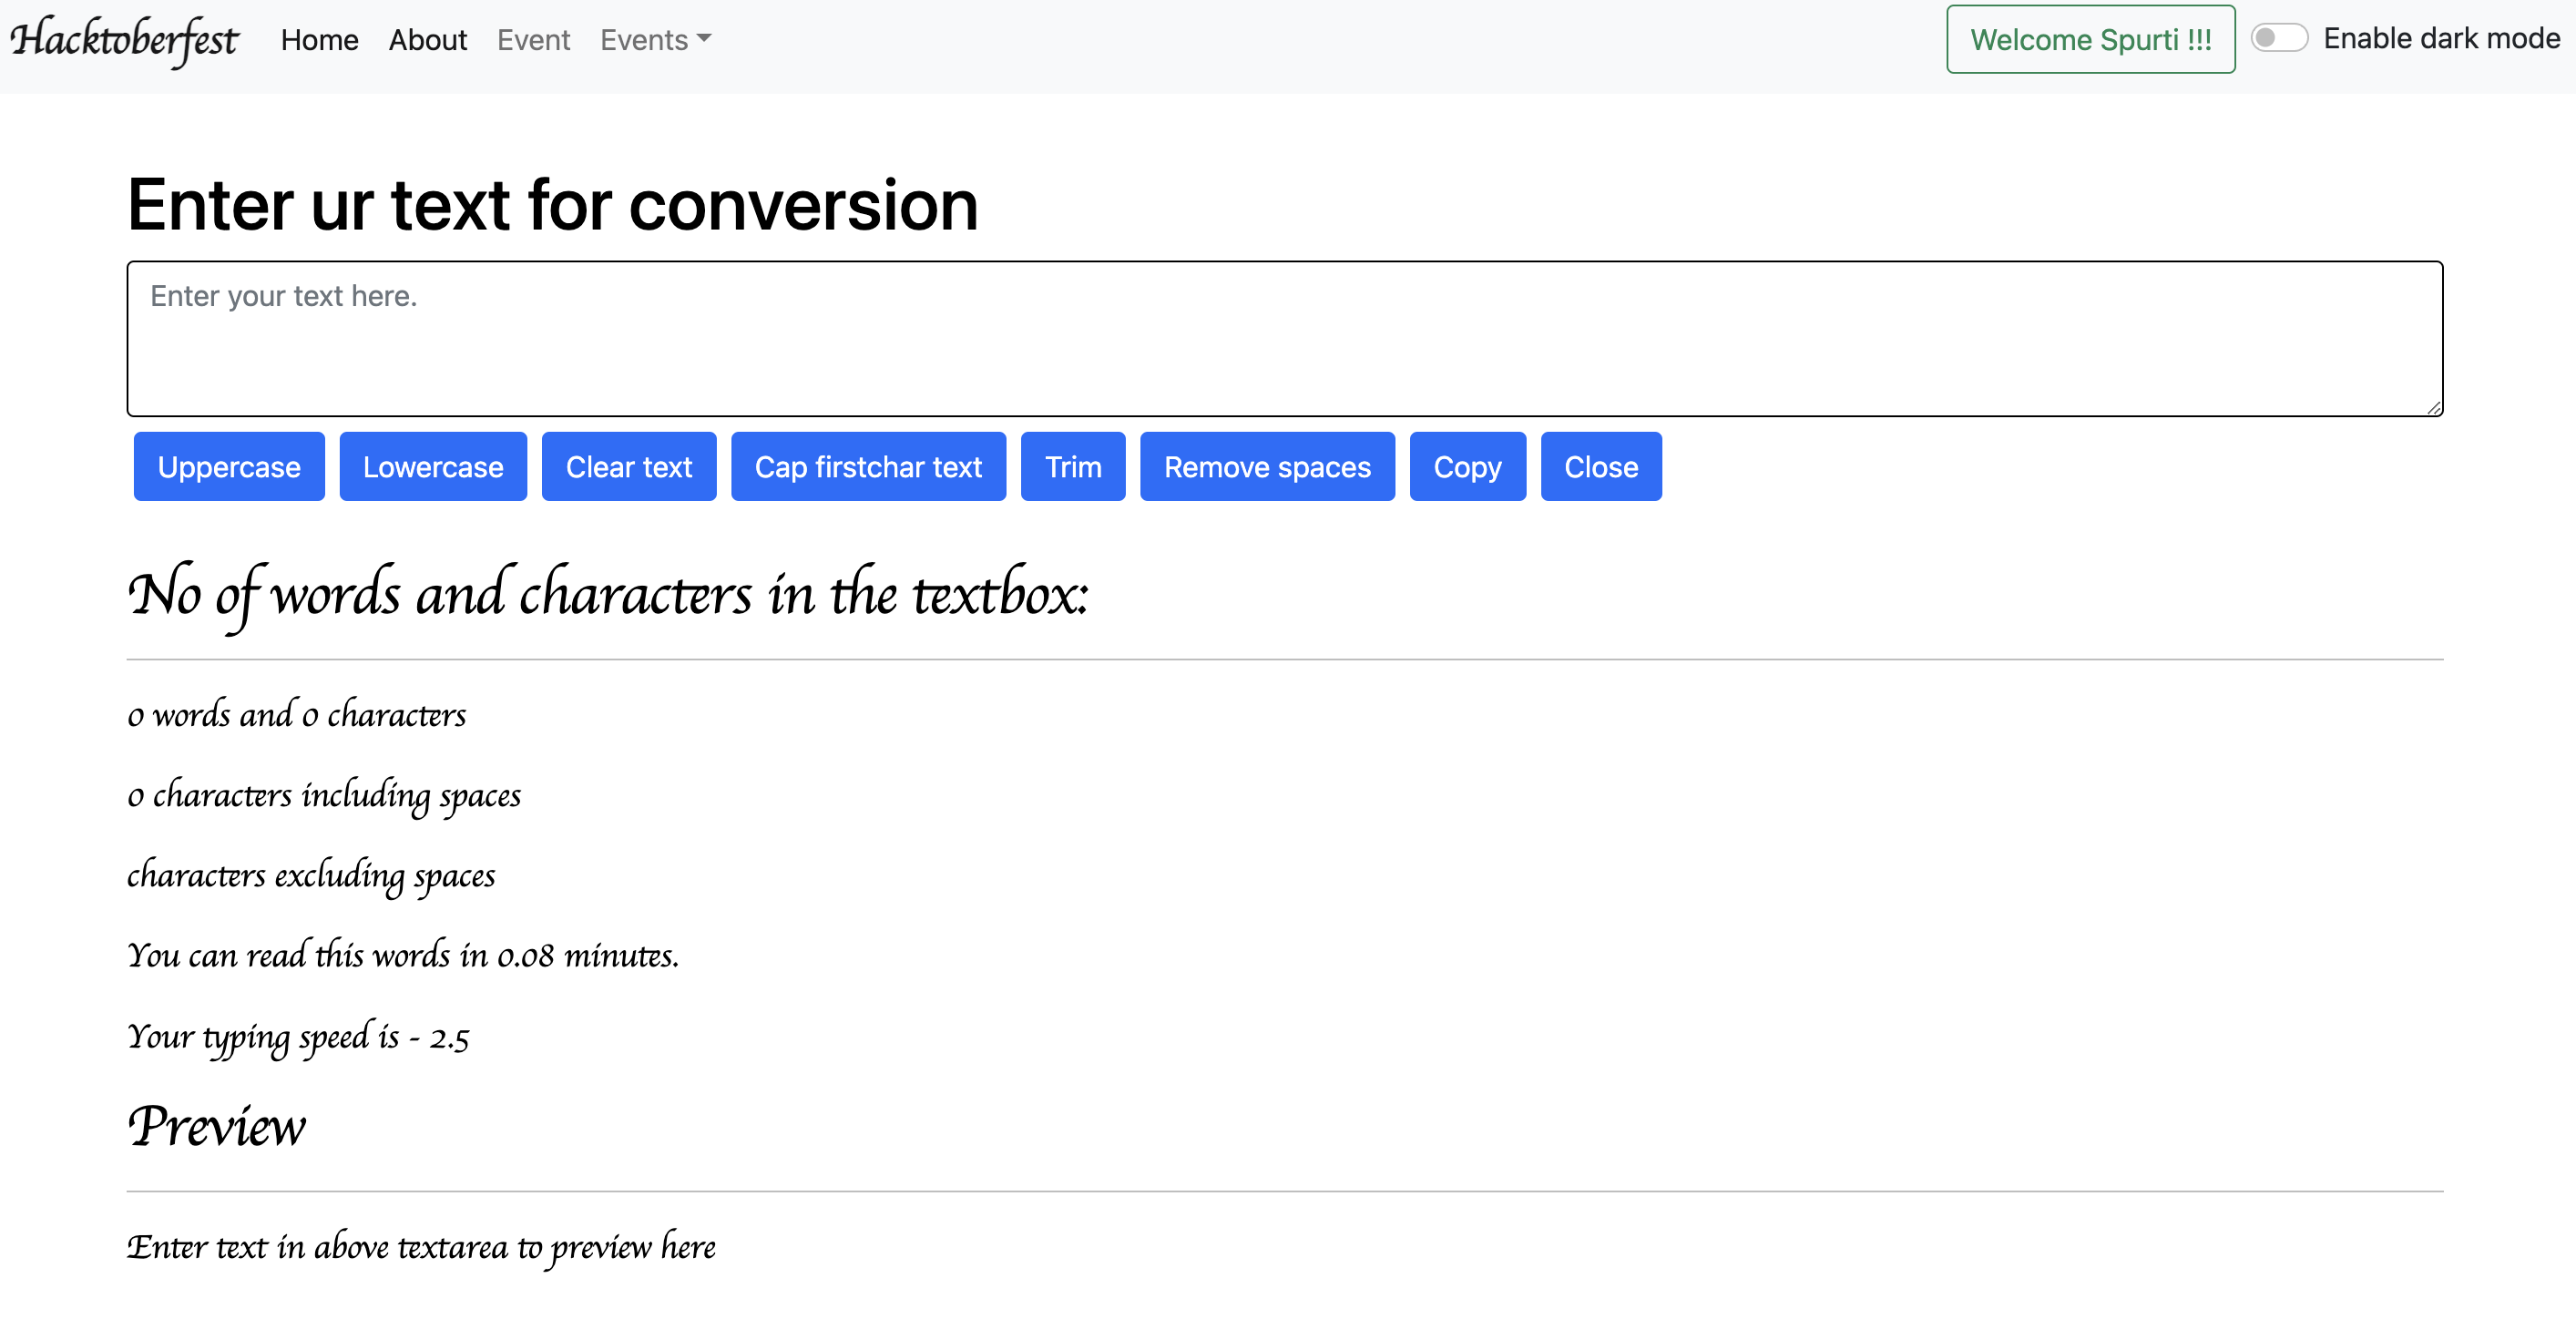 Hacktoberfest Home About Event Events Welcome Spurti !!! Enable dark mode
Enter ur text for conversion
Enter your text here.
Uppercase Lowercase Clear text Cap firstchar text Trim Remove spaces Copy Close
No of words and characters in the textbox:
0 words and 0 characters
0 characters including spaces
characters excluding spaces
You can read this words in 0.08 minutes.
Your typing speed is - 2.5
Preview
Enter text in above textarea to preview here